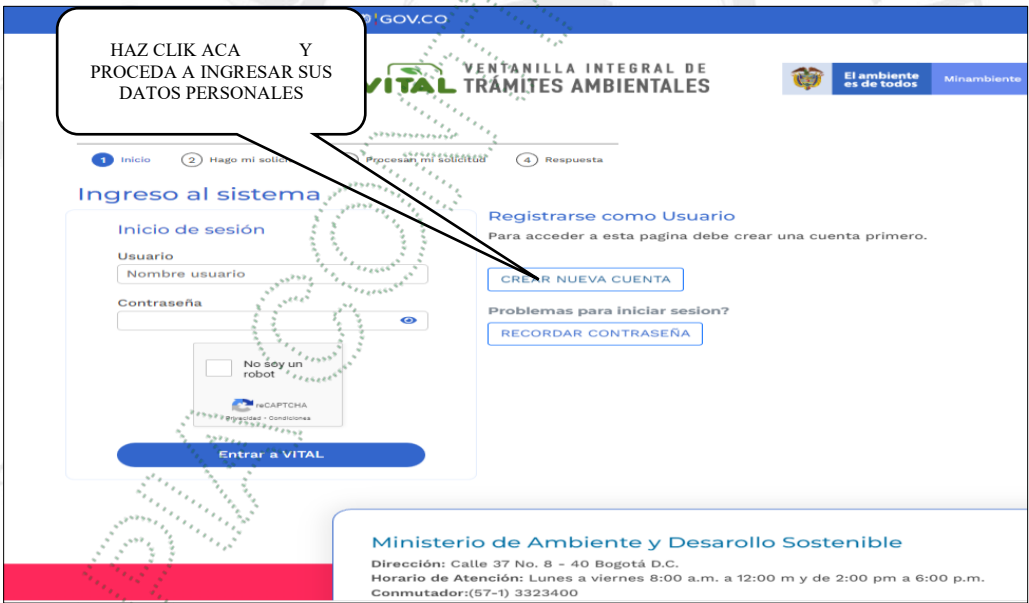 GOV.CO
HAZ CLIK ACA Y
PROCEDA A INGRESAR SUS
DATOS PERSONALES
VITAL
VENTANILLA INTEGRAL DE
TRÁMITES AMBIENTALES
El ambiente
es de todos
Minambiente
1 Inicio
2 Hago mi
Procesan mi solicitud
4 Respuesta
Ingreso al sistema
Inicio de sesión
Usuario
Nombre usuario
Contraseña
No soy un
robot
reCAPTCHA
Privacidad - Condiciones
Entrar a VITAL
Registrarse como Usuario
Para acceder a esta pagina debe crear una cuenta primero.
CREAR NUEVA CUENTA
Problemas para iniciar sesion?
RECORDAR CONTRASEÑA
Ministerio de Ambiente y Desarollo Sostenible
Dirección: Calle 37 No. 8 - 40 Bogotá D.C.
Horario de Atención: Lunes a viernes 8:00 a.m. a 12:00 m y de 2:00 pm a 6:00 p.m.
Conmutador:(57-1) 3323400